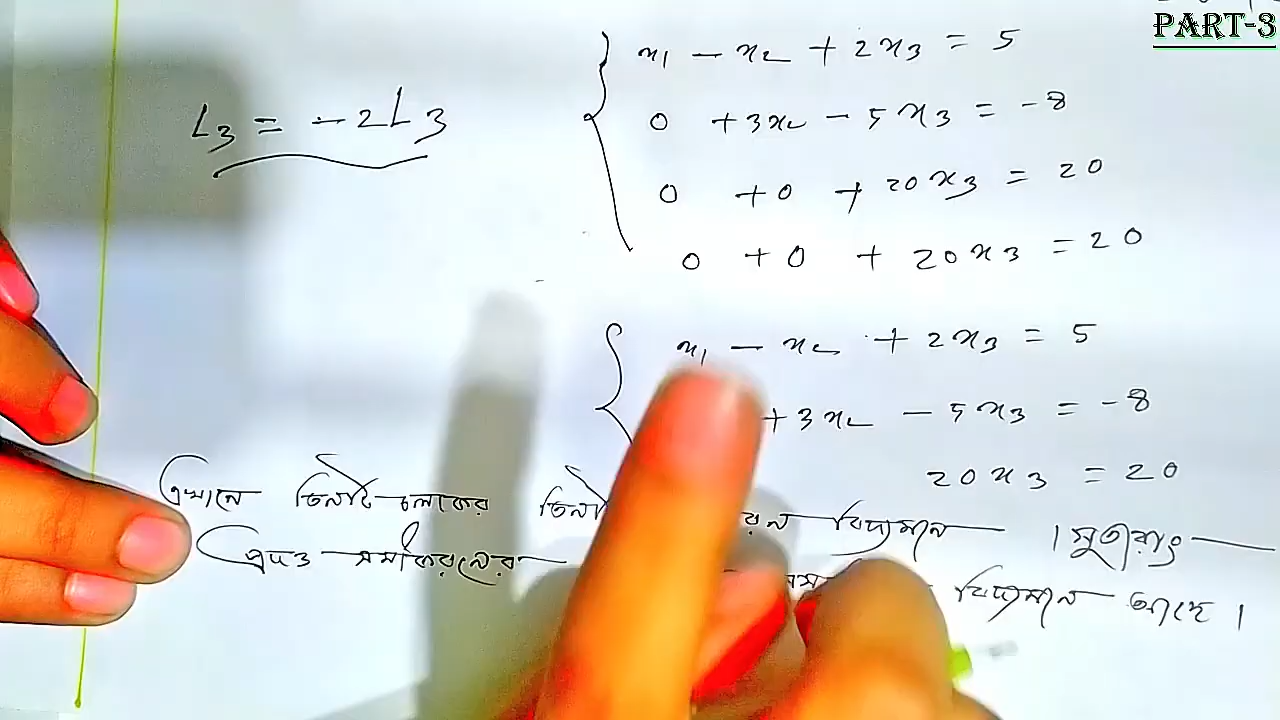 PART-3
x₁ - x₂ + 2x₃ = 5
L₃ = -2L₃
0 + 3x₂ - 5x₃ = -8
0 + 0 + 20x₃ = 20
0 + 0 + 20x₃ = 20
x₁ - x₂ + 2x₃ = 5
+ 3x₂ - 5x₃ = -8
20x₃ = 20
এখানে তিনটি চলকের বিদ্যমান । সুতরাং
প্রদত্ত সমীকরণের বিদ্যমান আছে ।